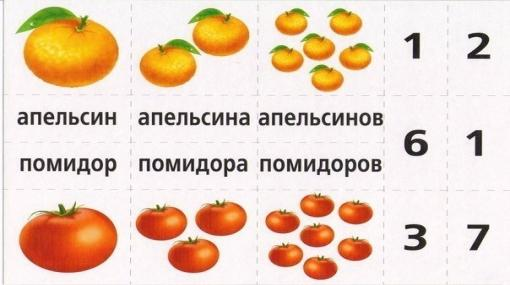 1 2
апельсин апельсина апельсинов
6 1
помидор помидора помидоров
3 7